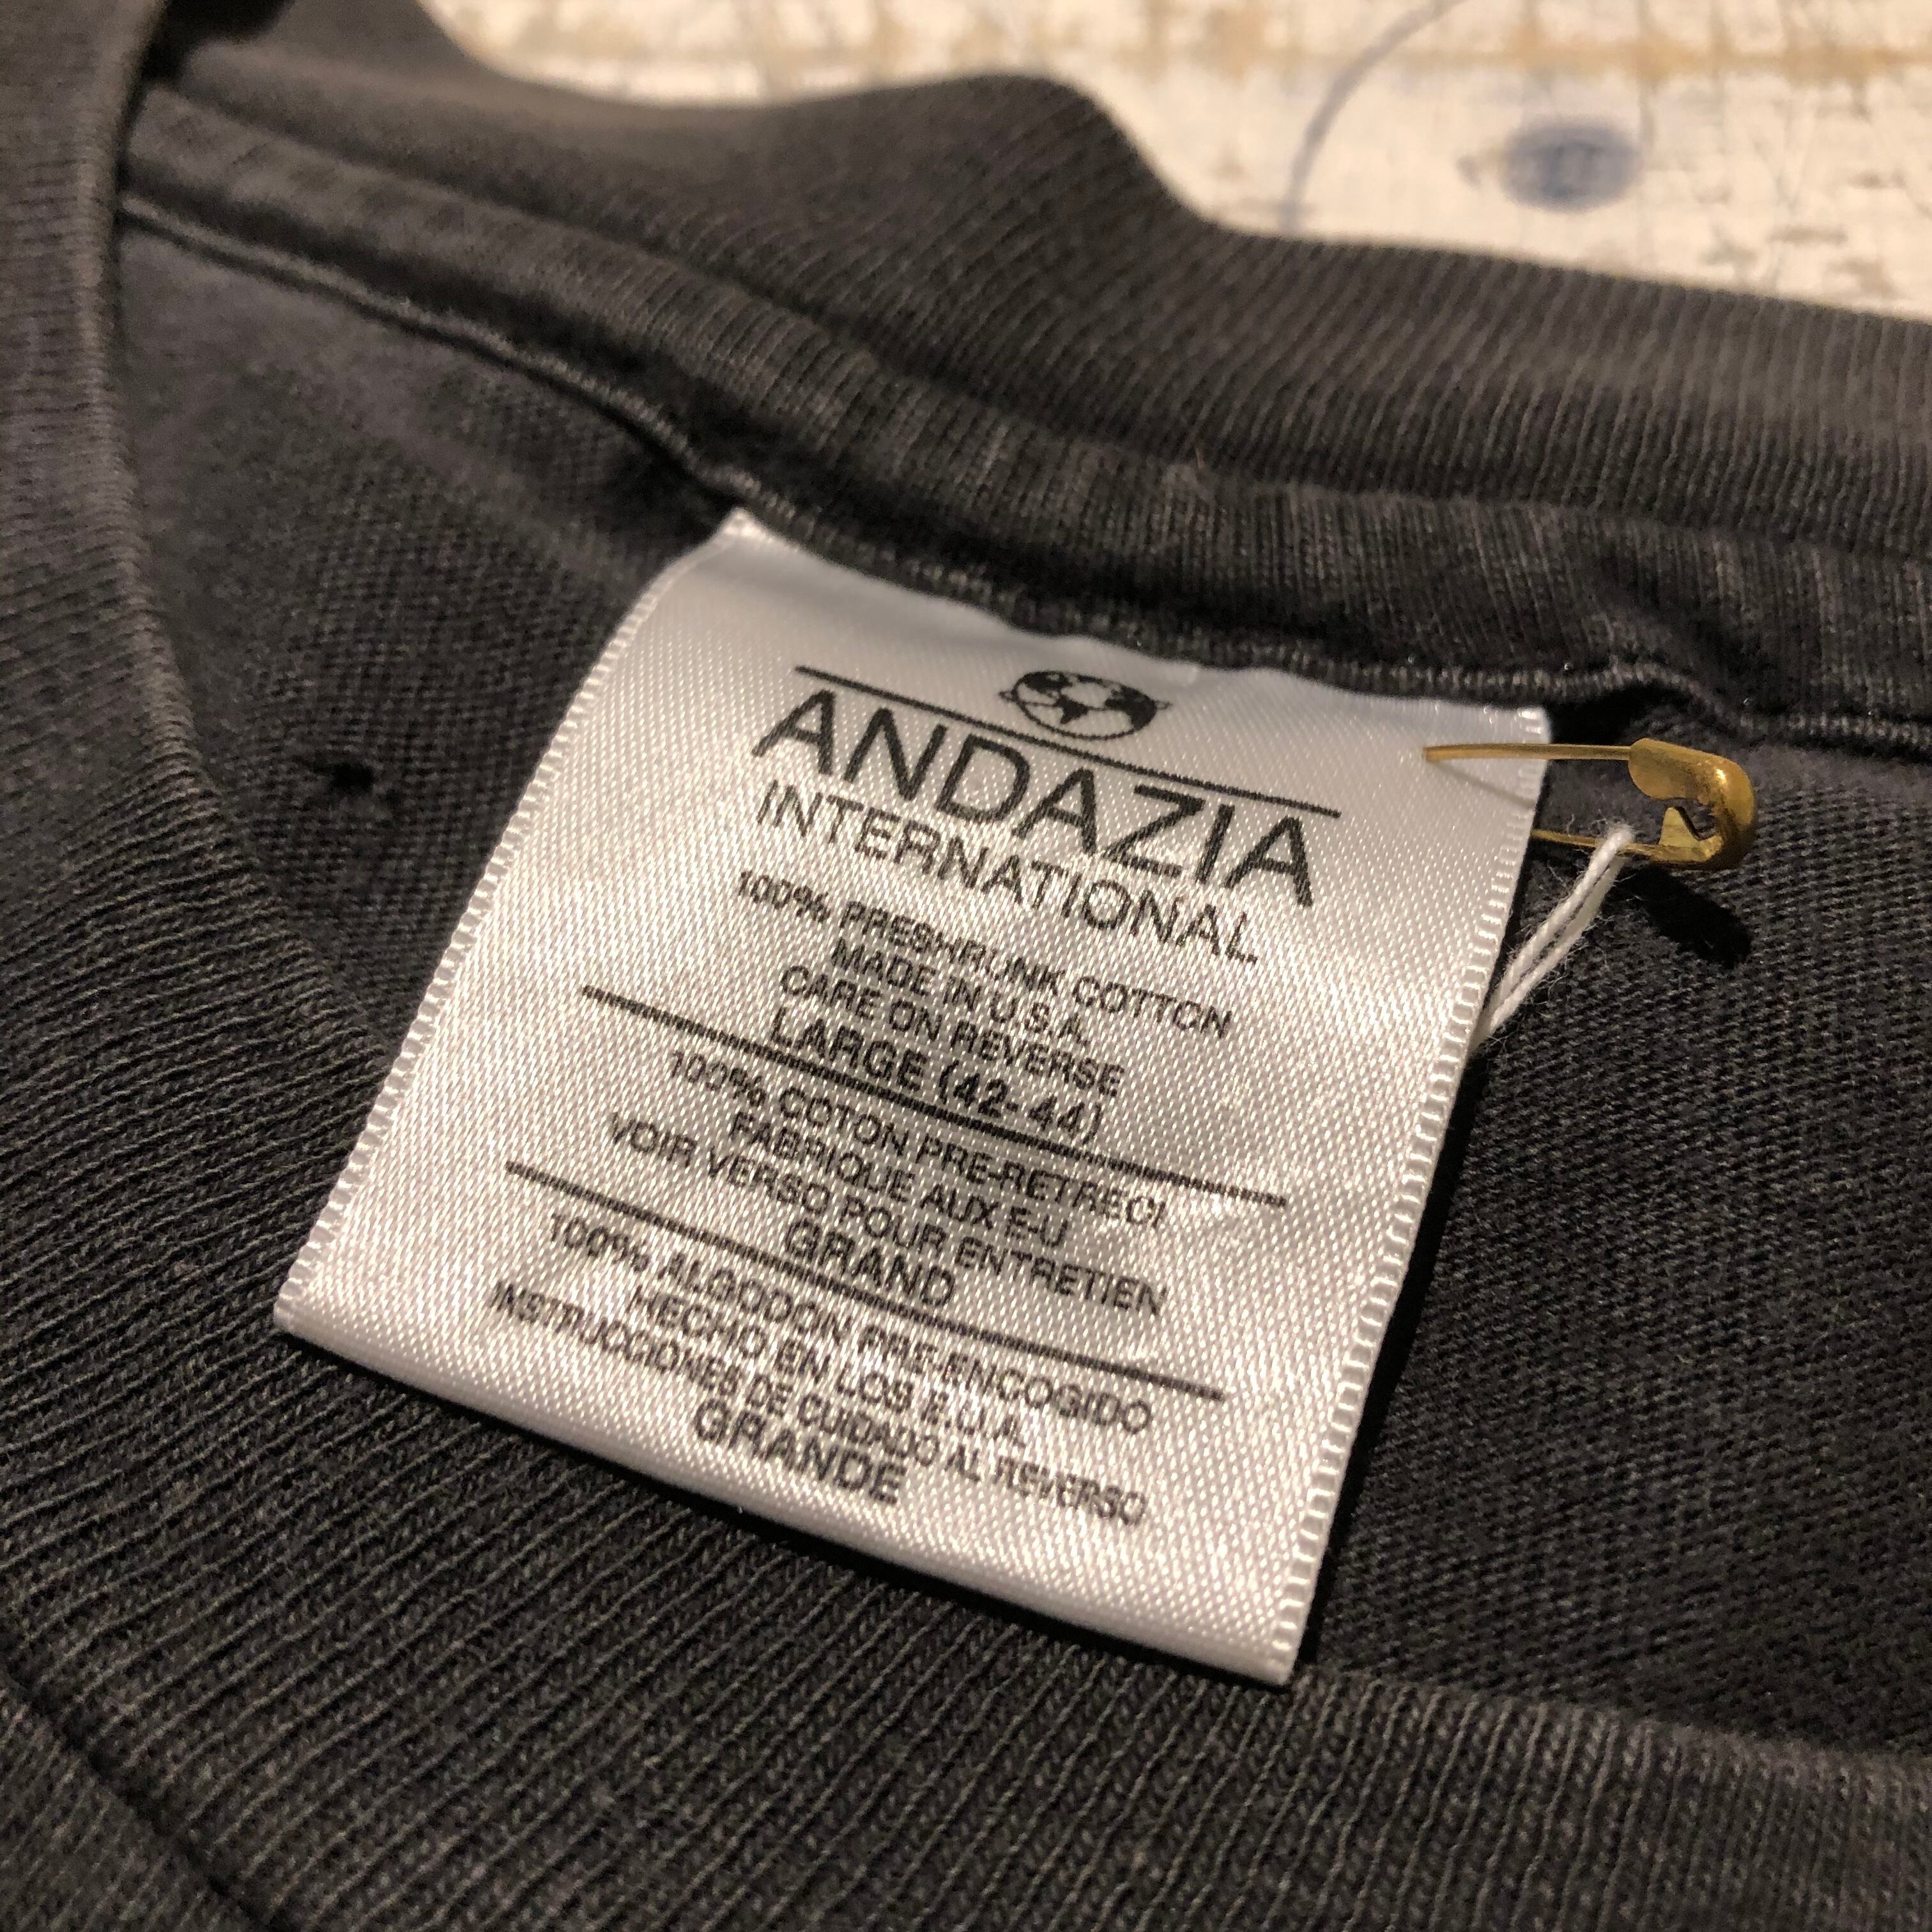 ANDAZIA
INTERNATIONAL
100% PRESHRUNK COTTON
MADE IN U.S.A.
CARE ON REVERSE
LARGE (42-44)
100% COTON PRE-RETRECI
FABRIQUE AUX E-U
VOIR VERSO POUR ENTRETIEN
GRAND
100% ALGODON PRE-ENCOGIDO
HECHO EN LOS E.U.A.
INSTRUCCIONES DE CUIDADO AL REVERSO
GRANDE